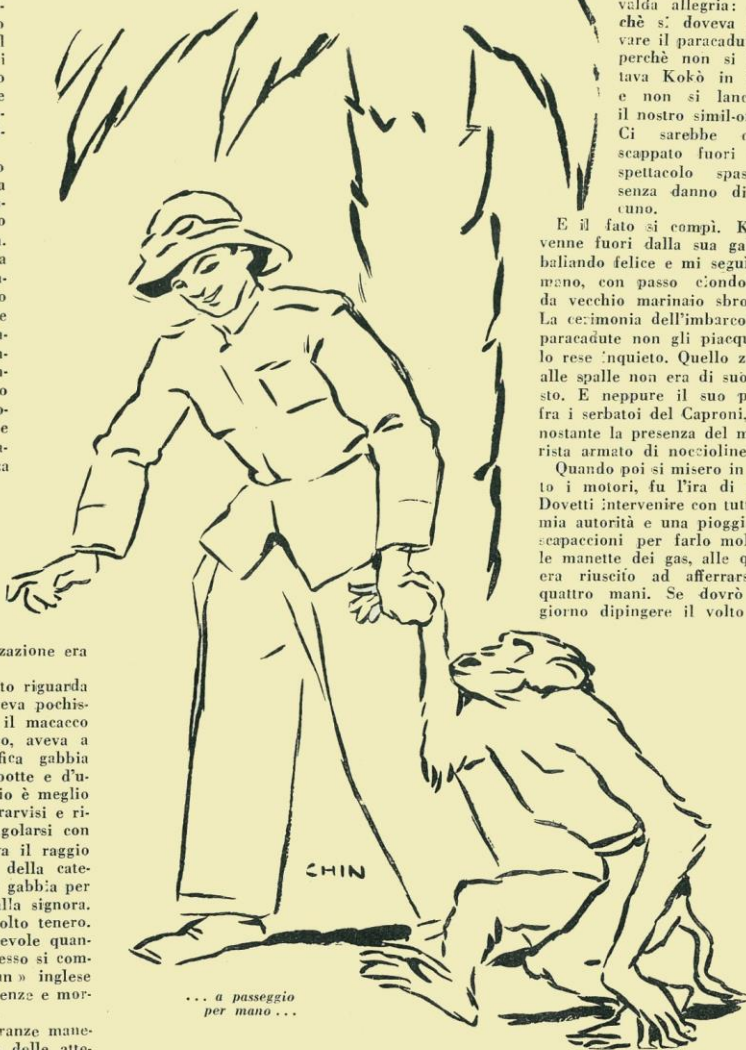 zazione era
to riguarda
eva pochis-
il macacco
o, aveva a
fica gabbia
otte e d'u-
io è meglio
rarvisi e ri-
golarsi con
a il raggio
della cate-
gabbia per
lla signora.
olto tenero.
evole quan-
esso si com-
n » inglese
enze e mor-
ranze mane-
delle atte-
CHIN
... a passeggio
per mano ...
valda allegria:
chè si doveva
vare il paracadu
perchè non si
tava Kokò in
e non si lanc
il nostro simil-o
Ci sarebbe
scappato fuori
spettacolo spas
senza danno di
cuno.
E il fato si compì. K
venne fuori dalla sua ga
baliando felice e mi segui
mano, con passo ciondo
da vecchio marinaio sbro
La cerimonia dell'imbarco
paracadute non gli piacqu
lo rese inquieto. Quello z
alle spalle non era di suo
sto. E neppure il suo p
fra i serbatoi del Caproni,
nostante la presenza del m
rista armato di noccioline
Quando poi si misero in
to i motori, fu l'ira di
Dovetti intervenire con tut
mia autorità e una pioggi
scapaccioni per farlo mol
le manette dei gas, alle q
era riuscito ad afferrars
quattro mani. Se dovrò
giorno dipingere il volto